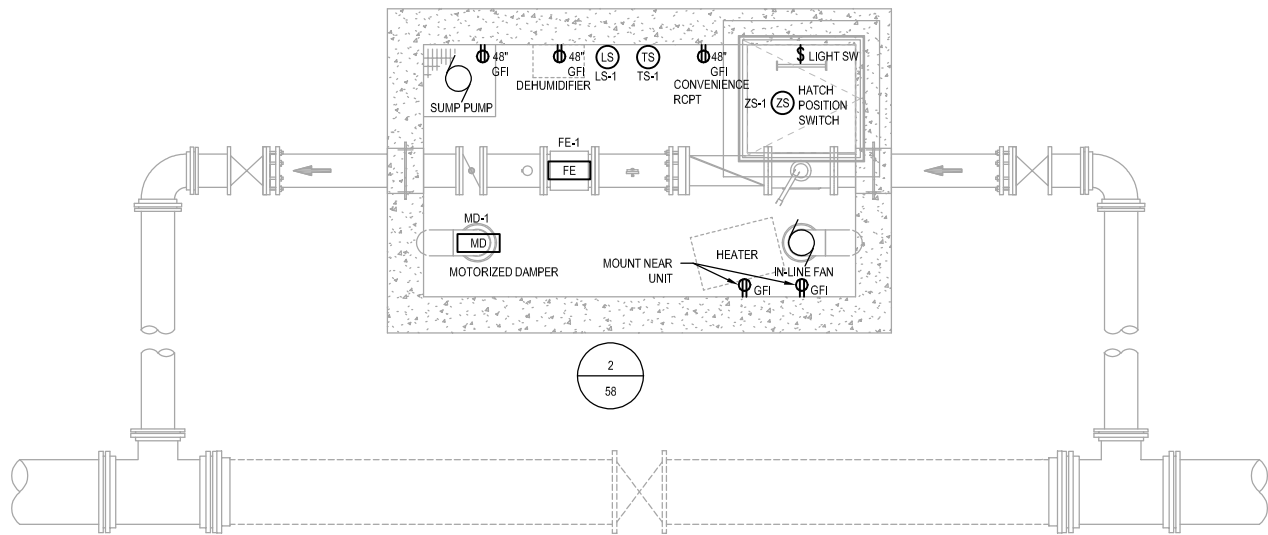 48"
GFI
SUMP PUMP
48"
GFI
DEHUMIDIFIER
LS
LS-1
TS
TS-1
48"
GFI
CONVENIENCE
RCPT
$ LIGHT SW
ZS-1
ZS
HATCH
POSITION
SWITCH
FE-1
FE
MD-1
MD
MOTORIZED DAMPER
MOUNT NEAR
UNIT
HEATER
IN-LINE FAN
GFI
GFI
2
58